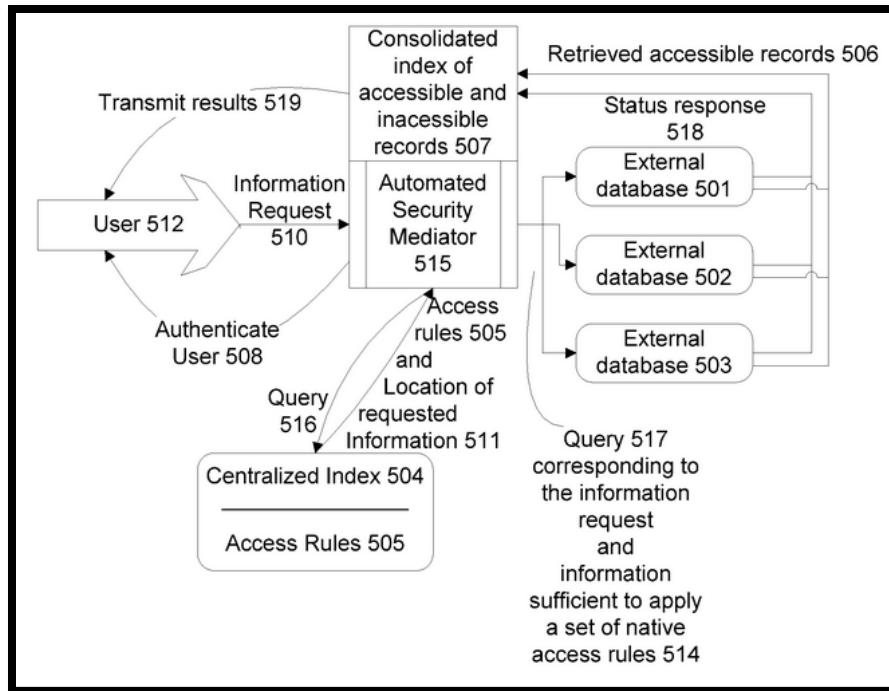 Consolidated
index of
accessible and
inacessible
records 507
Retrieved accessible records 506
Transmit results 519
Status response
518
External
database 501
User 512
Information
Request
510
Automated
Security
Mediator
515
External
database 502
Authenticate
User 508
Access
rules 505
and
Location of
requested
Information 511
External
database 503
Query
516
Centralized Index 504
Access Rules 505
Query 517
corresponding to
the information
request
and
information
sufficient to apply
a set of native
access rules 514